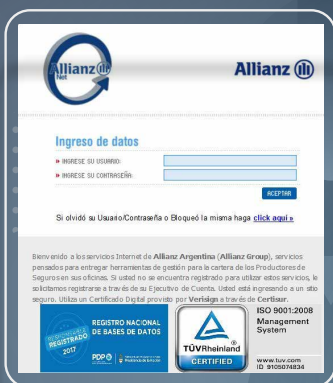 Allianz
Net
Allianz
Ingreso de datos
» INGRESE SU USUARIO:
» INGRESE SU CONTRASEÑA:
ACEPTAR
Si olvidó su Usuario/Contraseña o Bloqueó la misma haga click aquí »
Bienvenido a los servicios Internet de Allianz Argentina (Allianz Group), servicios
pensados para entregar herramientas de gestión para la cartera de los Productores de
Seguros en sus oficinas. Si usted no se encuentra registrado para utilizar estos servicios, le
solicitamos registrarse a través de su Ejecutivo de Cuenta. Usted está ingresando a un sitio
seguro. Utiliza un Certificado Digital provisto por Verisign a través de Certisur.
RESPONSABLE
REGISTRADO
2017
REGISTRO NACIONAL
DE BASES DE DATOS
PDP
TÜVRheinland
CERTIFIED
ISO 9001:2008
Management
System
www.tuv.com
ID 9105074834